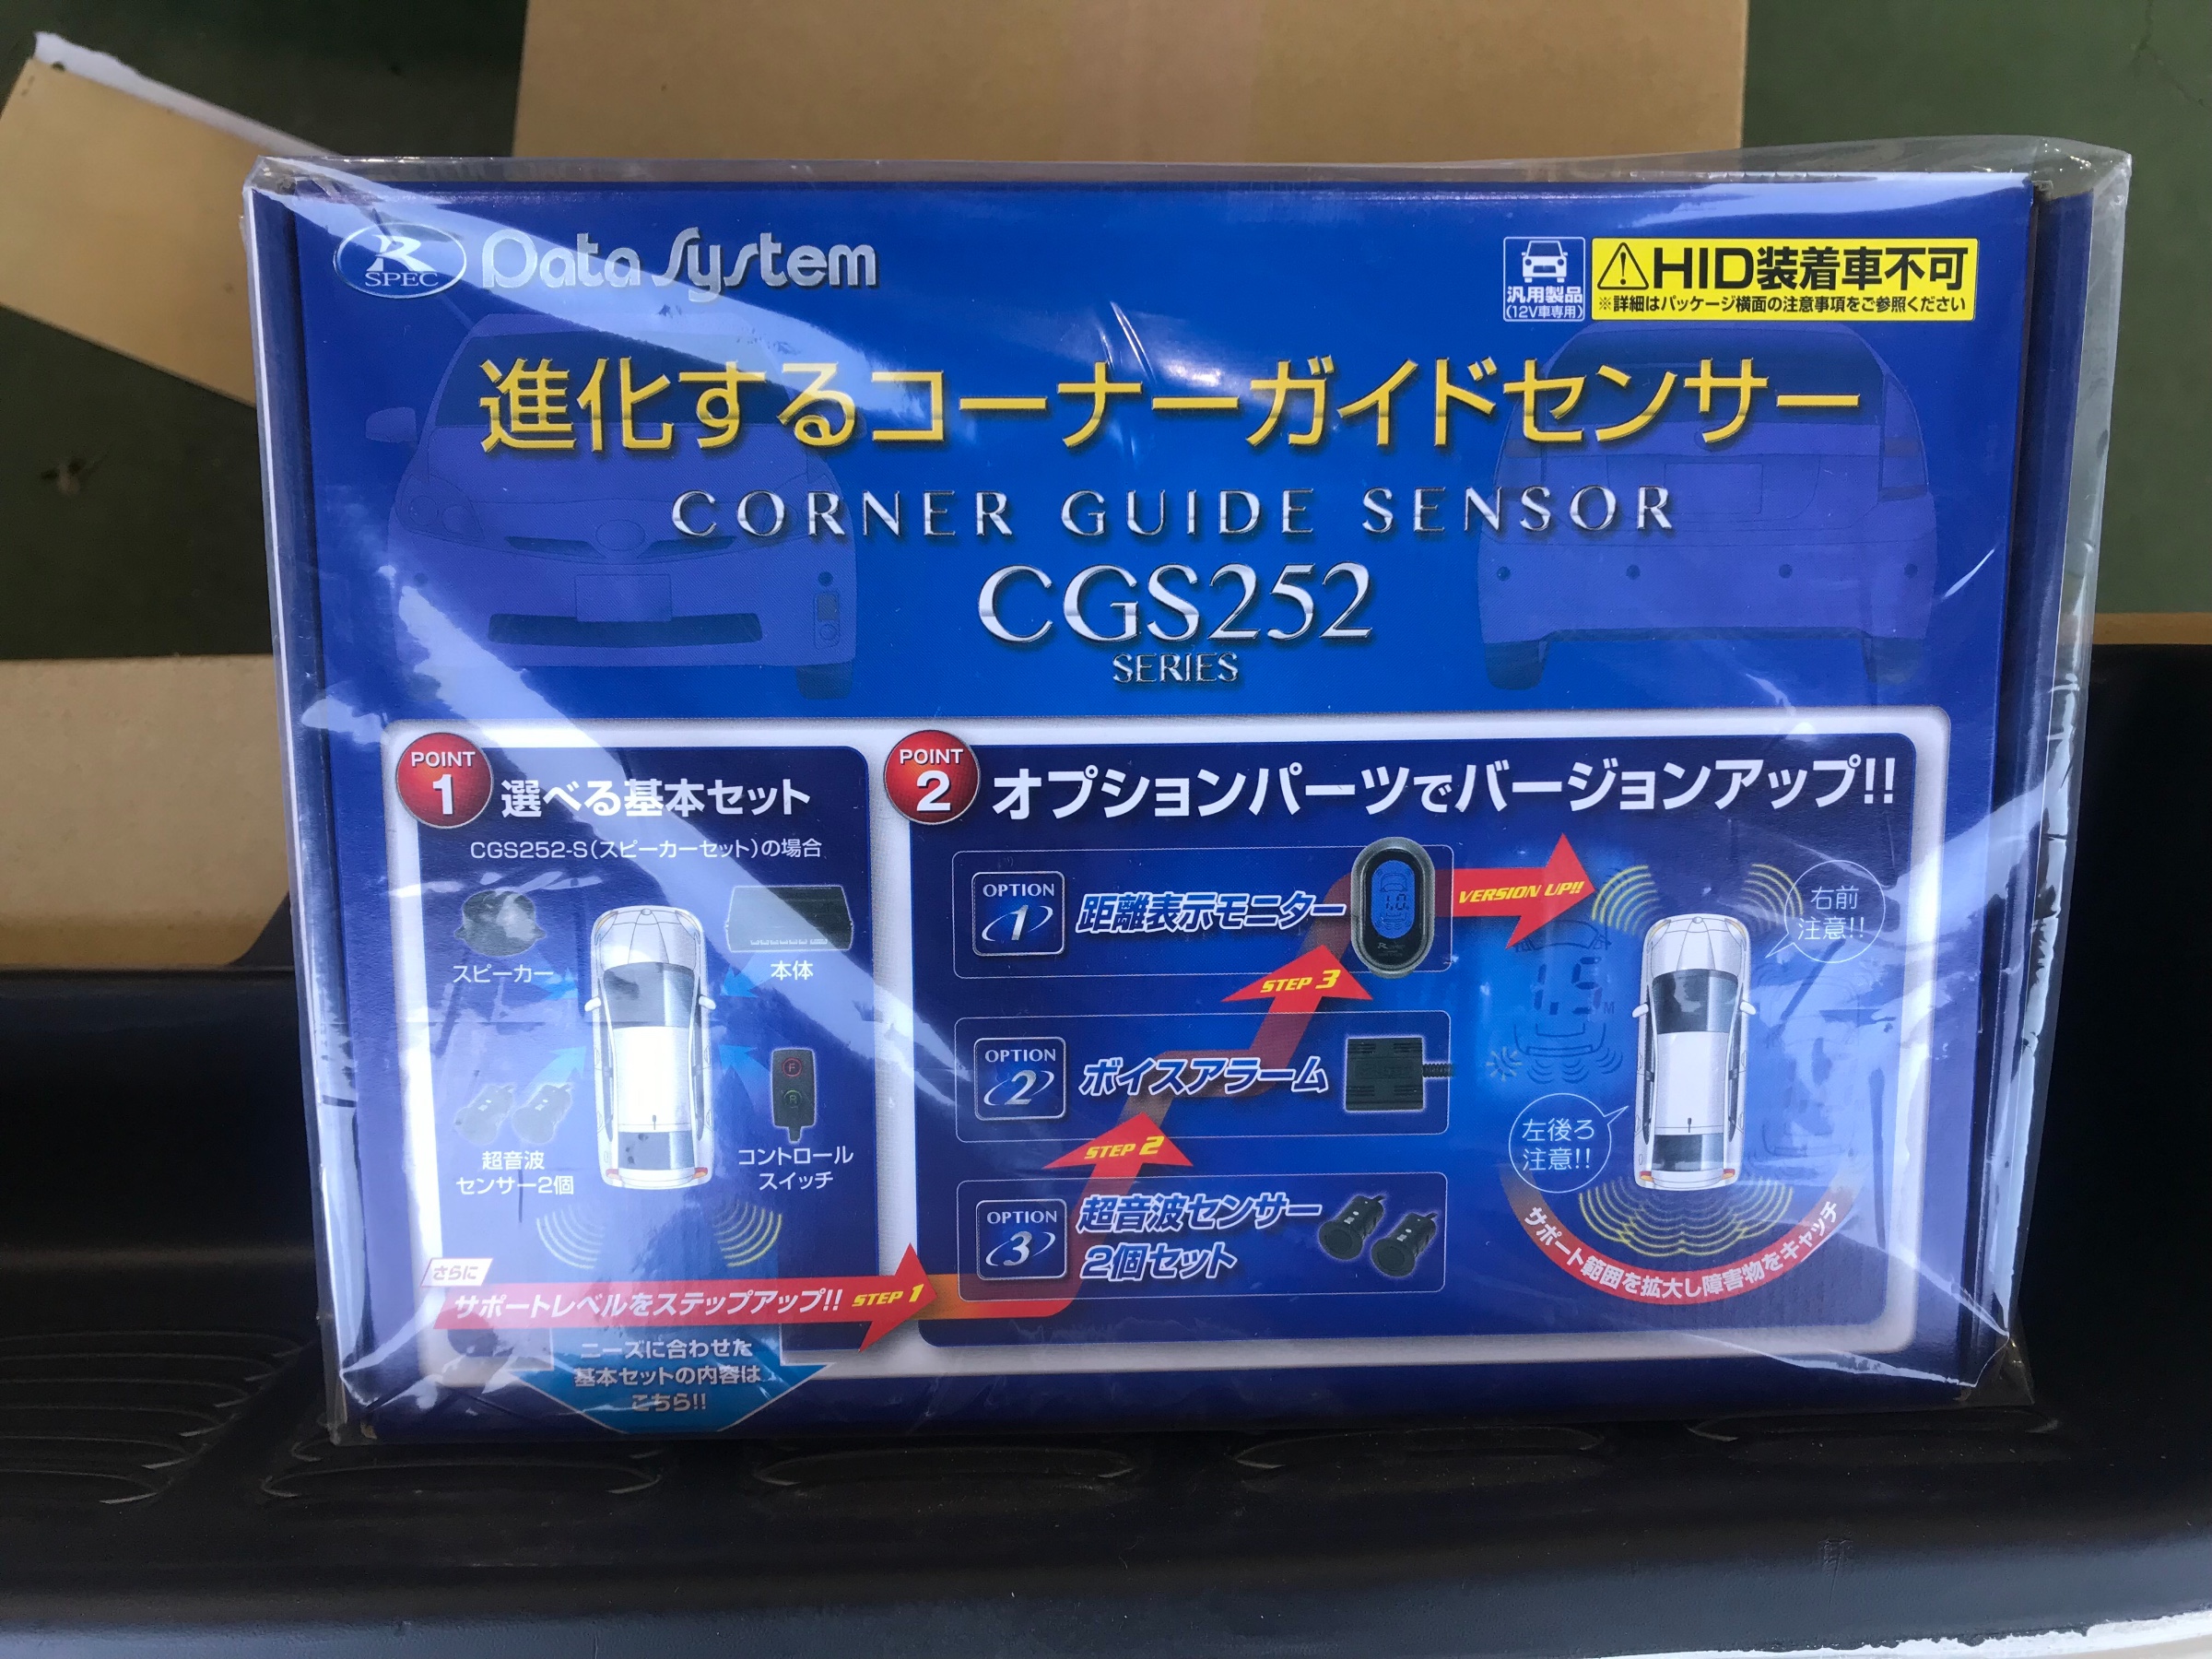 R SPEC Data System
汎用製品
(12V車専用)
HID装着車不可
※詳細はパッケージ横面の注意事項をご参照ください
進化するコーナーガイドセンサー
CORNER GUIDE SENSOR
CGS252
SERIES
POINT 1 選べる基本セット
CGS252-S(スピーカーセット)の場合
スピーカー
本体
超音波
センサー2個
コントロール
スイッチ
F
R
さらに
サポートレベルをステップアップ!! STEP 1
ニーズに合わせた
基本セットの内容は
こちら!!
POINT 2 オプションパーツでバージョンアップ!!
OPTION 1 距離表示モニター
1.0
VERSION UP!!
STEP 3
OPTION 2 ボイスアラーム
STEP 2
OPTION 3 超音波センサー
2個セット
右前
注意!!
1.5M
左後ろ
注意!!
サポート範囲を拡大し障害物をキャッチ